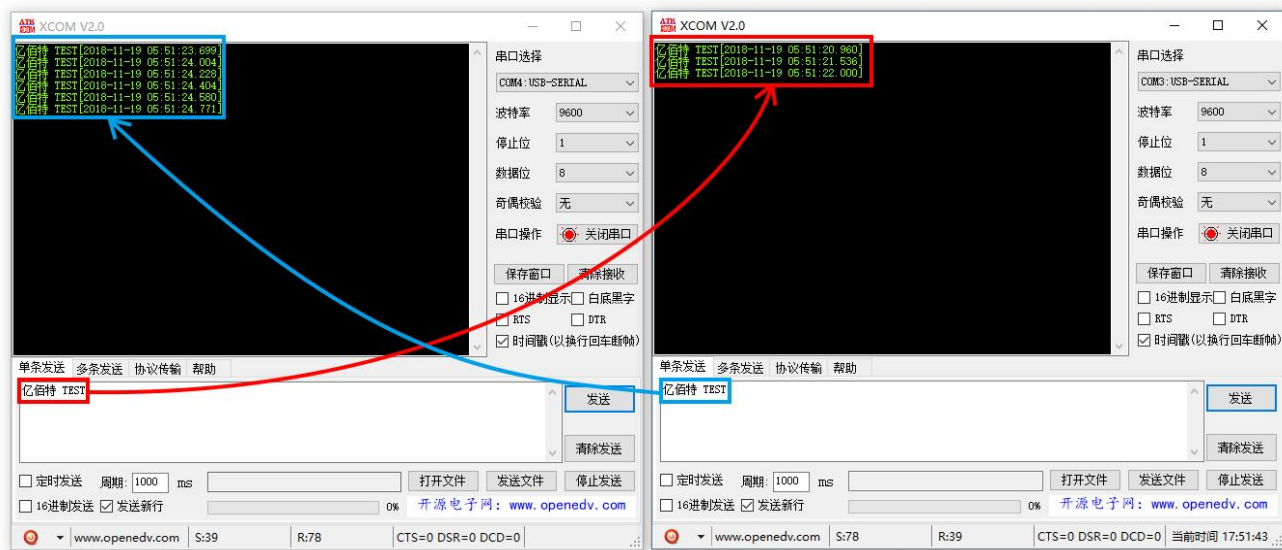 XCOM V2.0
亿佰特 TEST[2018-11-19 05:51:23.699]
亿佰特 TEST[2018-11-19 05:51:24.004]
亿佰特 TEST[2018-11-19 05:51:24.228]
亿佰特 TEST[2018-11-19 05:51:24.404]
亿佰特 TEST[2018-11-19 05:51:24.580]
亿佰特 TEST[2018-11-19 05:51:24.771]
串口选择
COM4:USB-SERIAL
波特率 9600
停止位 1
数据位 8
奇偶校验 无
串口操作 关闭串口
保存窗口 清除接收
16进制显示 白底黑字
RTS DTR
时间戳(以换行回车断帧)
单条发送 多条发送 协议传输 帮助
亿佰特 TEST
发送
清除发送
定时发送 周期: 1000 ms 打开文件 发送文件 停止发送
16进制发送 发送新行 0% 开源电子网: www.openedv.com
www.openedv.com S:39 R:78 CTS=0 DSR=0 DCD=0
XCOM V2.0
亿佰特 TEST[2018-11-19 05:51:20.960]
亿佰特 TEST[2018-11-19 05:51:21.536]
亿佰特 TEST[2018-11-19 05:51:22.000]
串口选择
COM3:USB-SERIAL
波特率 9600
停止位 1
数据位 8
奇偶校验 无
串口操作 关闭串口
保存窗口 清除接收
16进制显示 白底黑字
RTS DTR
时间戳(以换行回车断帧)
单条发送 多条发送 协议传输 帮助
亿佰特 TEST
发送
清除发送
定时发送 周期: 1000 ms 打开文件 发送文件 停止发送
16进制发送 发送新行 0% 开源电子网: www.openedv.com
www.openedv.com S:78 R:39 CTS=0 DSR=0 DCD=0 当前时间 17:51:43